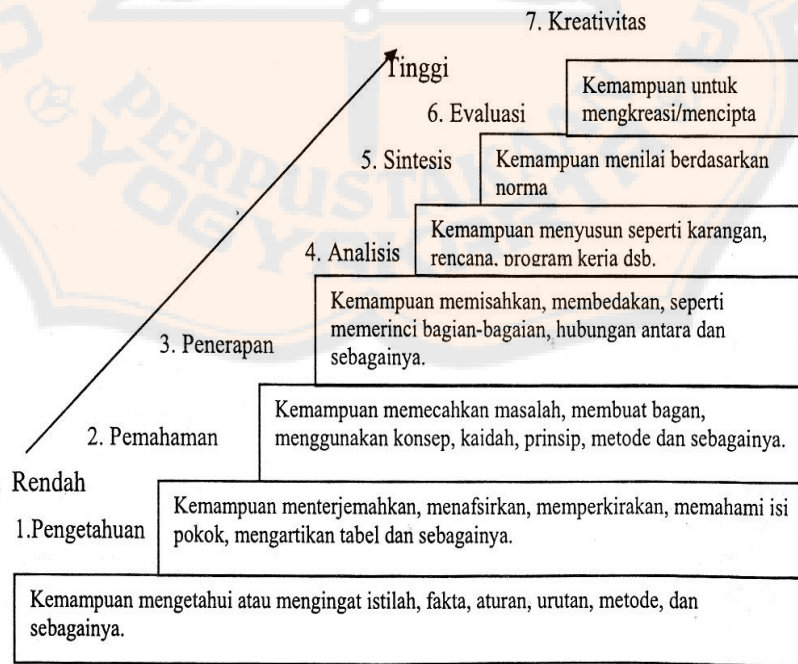 7. Kreativitas
Tinggi
Kemampuan untuk
mengkreasi/mencipta
6. Evaluasi
5. Sintesis
Kemampuan menilai berdasarkan
norma
Kemampuan menyusun seperti karangan,
rencana, program kerja dsb.
4. Analisis
Kemampuan memisahkan, membedakan, seperti
memerinci bagian-bagaian, hubungan antara dan
sebagainya.
3. Penerapan
Kemampuan memecahkan masalah, membuat bagan,
menggunakan konsep, kaidah, prinsip, metode dan sebagainya.
2. Pemahaman
Rendah
Kemampuan menterjemahkan, menafsirkan, memperkirakan, memahami isi
pokok, mengartikan tabel dan sebagainya.
1.Pengetahuan
Kemampuan mengetahui atau mengingat istilah, fakta, aturan, urutan, metode, dan
sebagainya.
PERPUSTAKAAN
YOGYAKARTA